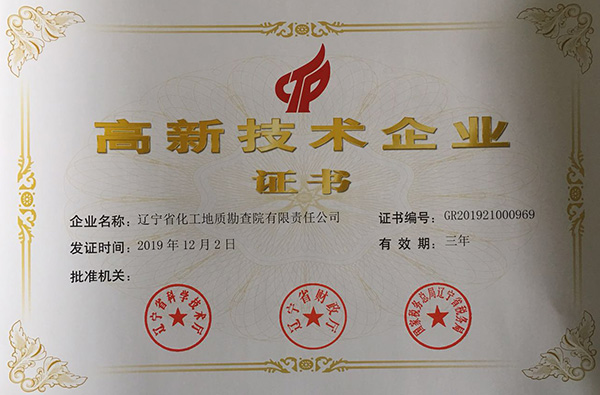 CTP
高新技术企业
证书
企业名称：辽宁省化工地质勘查院有限责任公司
证书编号：GR201921000969
发证时间：2019年12月2日
有效期：三年
批准机关：
辽宁省科学技术厅
辽宁省财政厅
国家税务总局辽宁省税务局